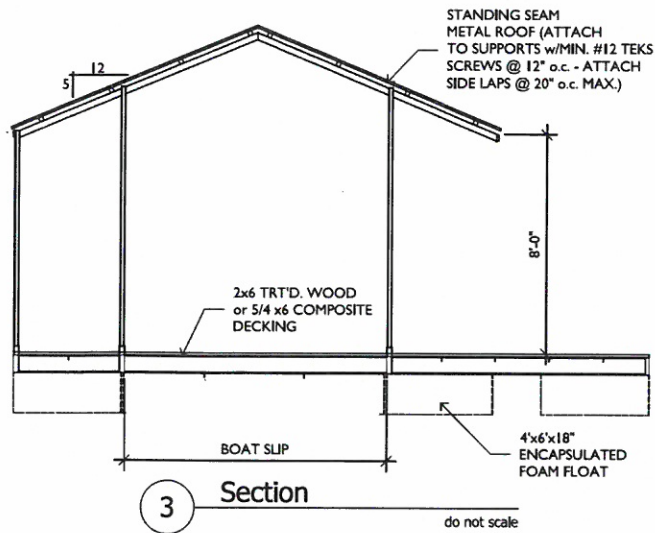 STANDING SEAM
METAL ROOF (ATTACH
TO SUPPORTS w/MIN. #12 TEKS
SCREWS @ 12" o.c. - ATTACH
SIDE LAPS @ 20" o.c. MAX.)
12
5
8'-0"
2x6 TRT'D. WOOD
or 5/4 x6 COMPOSITE
DECKING
BOAT SLIP
4'x6'x18"
ENCAPSULATED
FOAM FLOAT
3
Section
do not scale